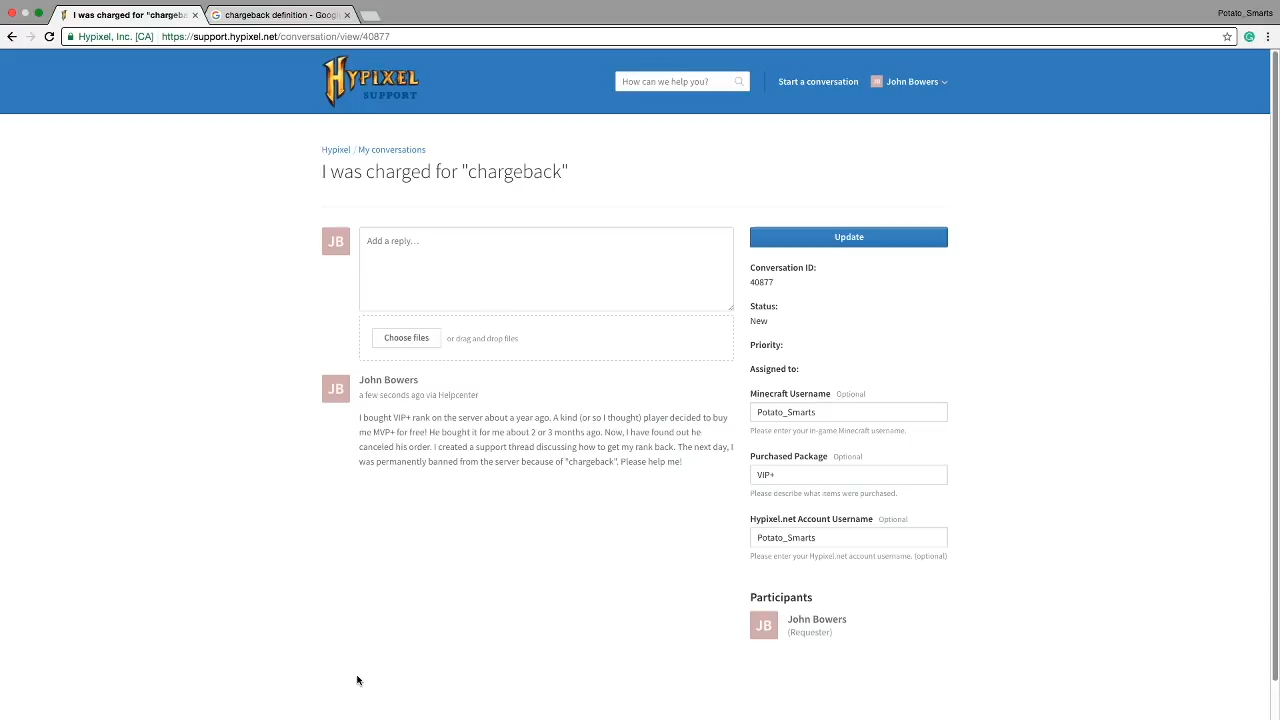 I was charged for "chargeba
chargeback definition - Googl
Potato_Smarts
Hypixel, Inc. [CA] https://support.hypixel.net/conversation/view/40877
HYPIXEL
SUPPORT
How can we help you?
Start a conversation
John Bowers
Hypixel / My conversations
I was charged for "chargeback"
JB
Add a reply...
Choose files or drag and drop files
JB
John Bowers
a few seconds ago via Helpcenter
I bought VIP+ rank on the server about a year ago. A kind (or so I thought) player decided to buy
me MVP+ for free! He bought it for me about 2 or 3 months ago. Now, I have found out he
canceled his order. I created a support thread discussing how to get my rank back. The next day, I
was permanently banned from the server because of "chargeback". Please help me!
Update
Conversation ID:
40877
Status:
New
Priority:
Assigned to:
Minecraft Username Optional
Potato_Smarts
Please enter your in-game Minecraft username.
Purchased Package Optional
VIP+
Please describe what items were purchased.
Hypixel.net Account Username Optional
Potato_Smarts
Please enter your Hypixel.net account username. (optional)
Participants
JB
John Bowers
(Requester)